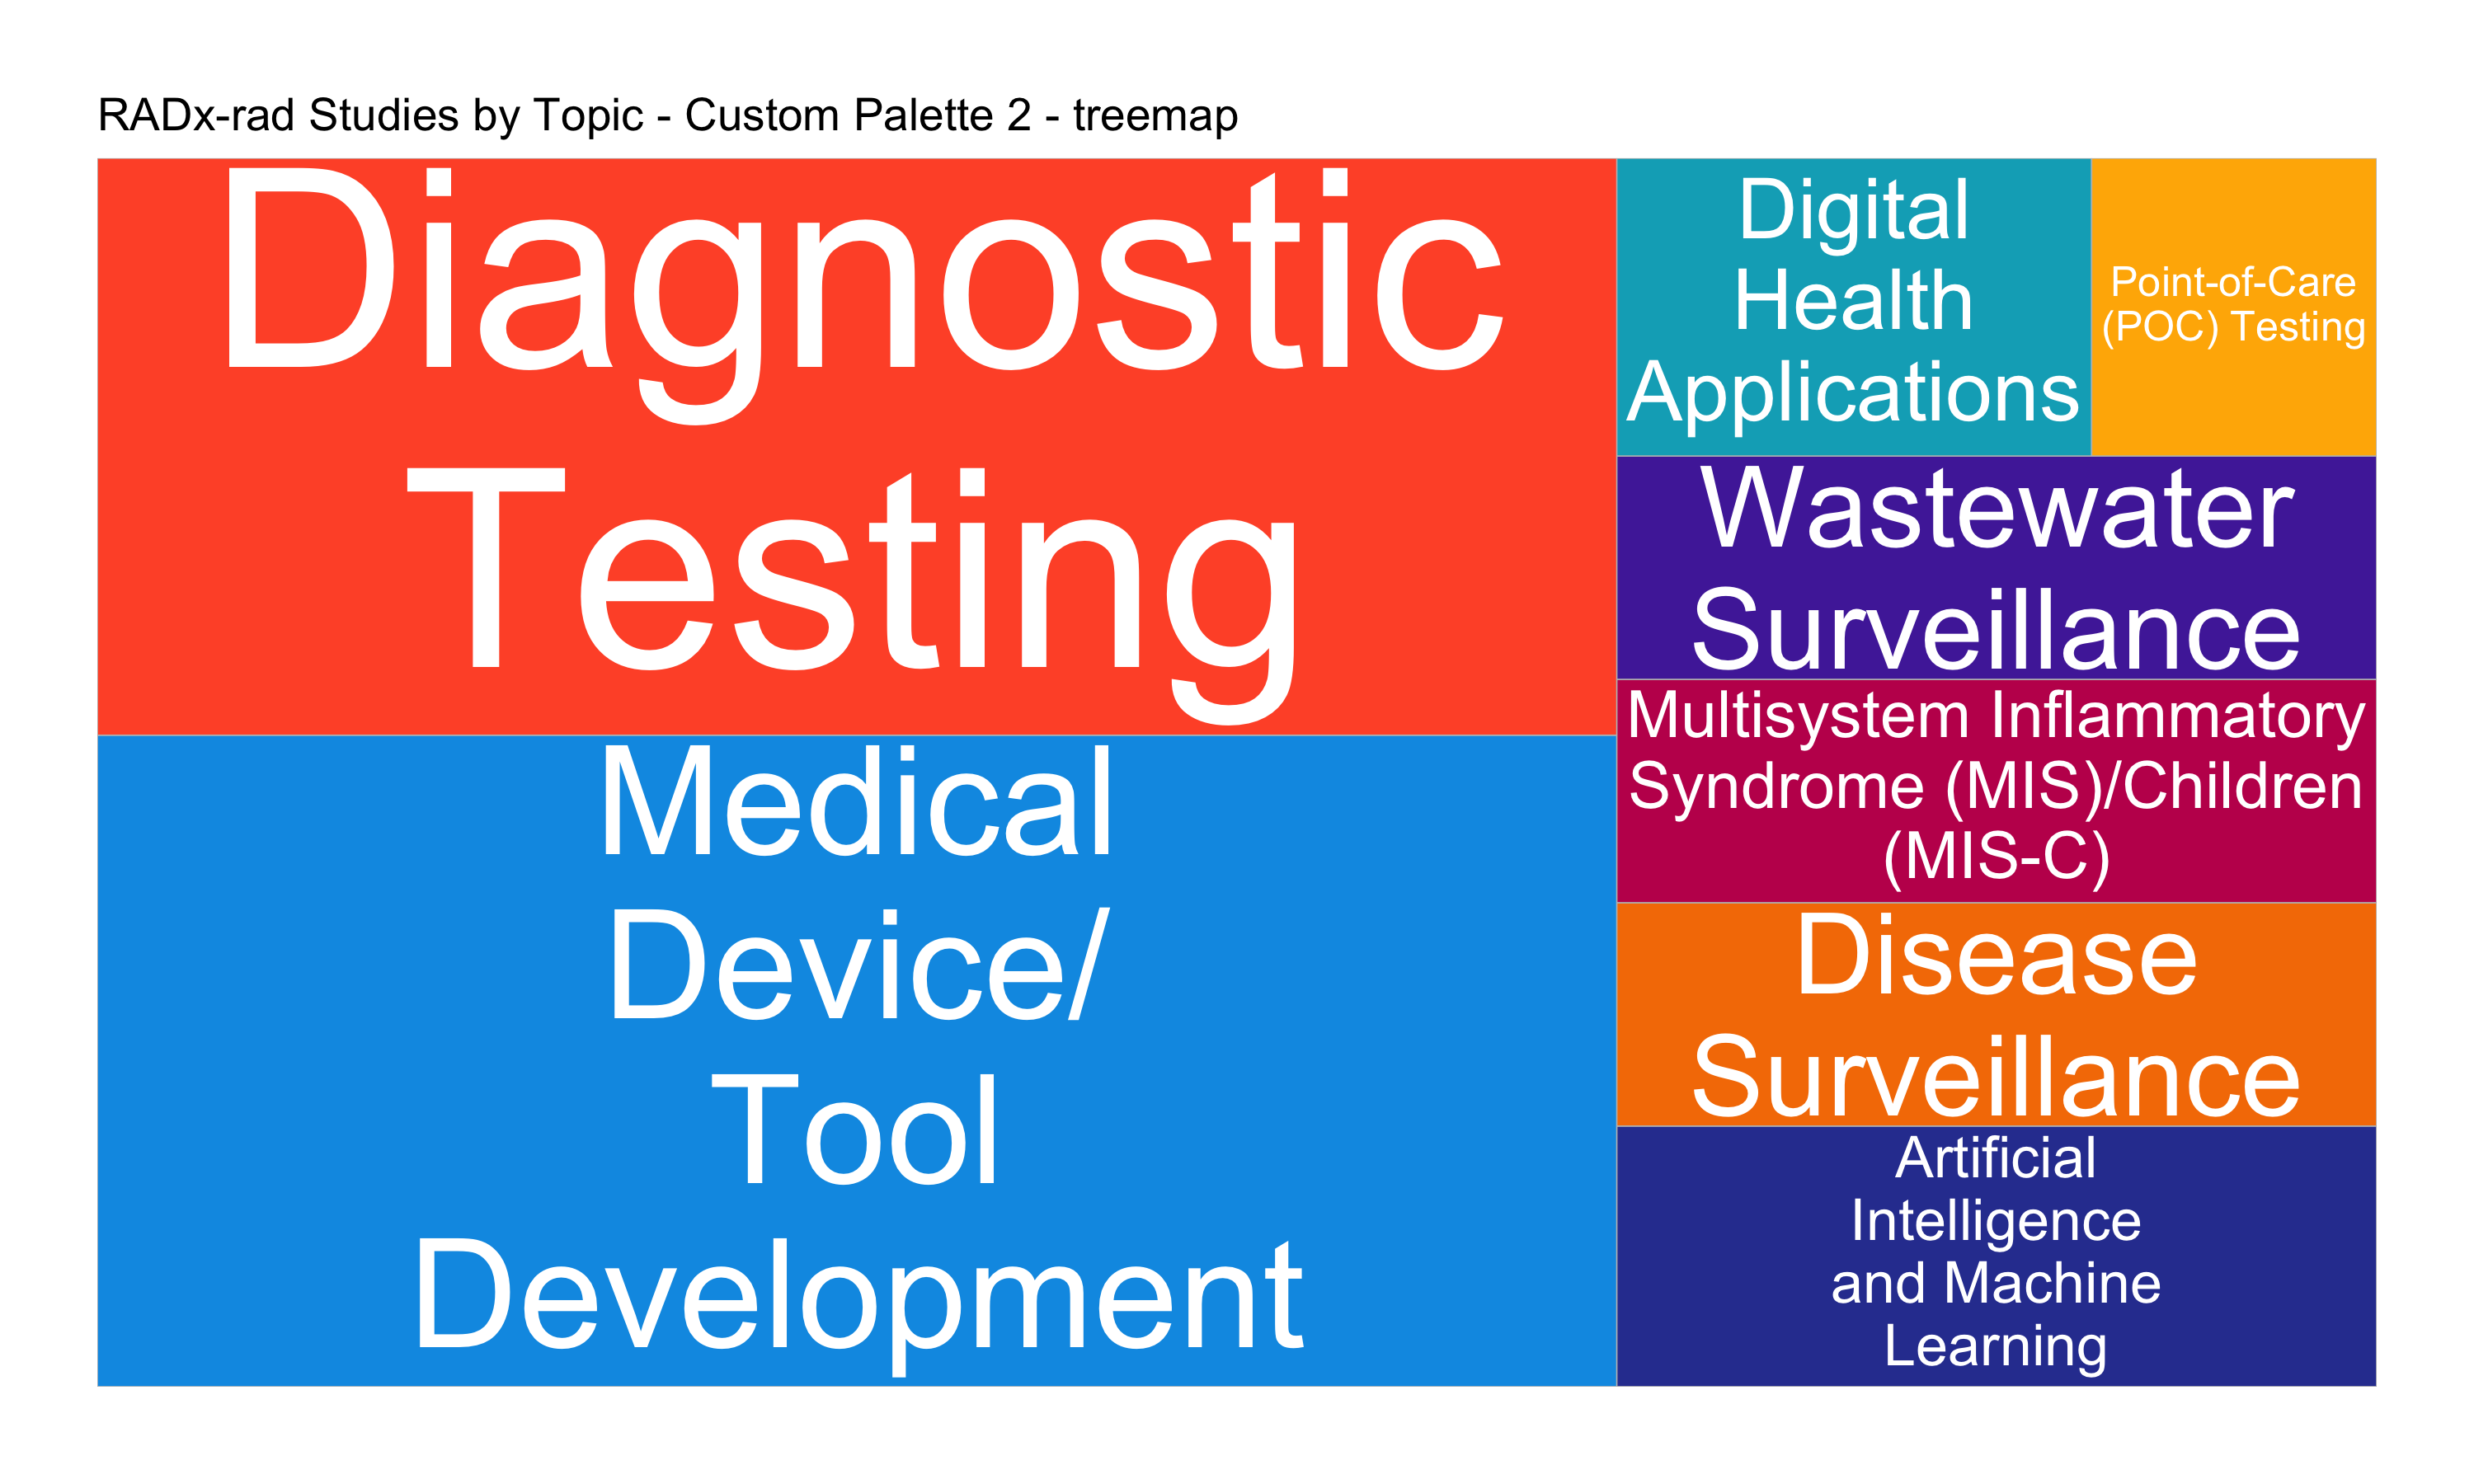 RADx-rad Studies by Topic - Custom Palette 2 - treemap
Diagnostic
Testing
Medical
Device/
Tool
Development
Digital
Health
Applications
Point-of-Care
(POC) Testing
Wastewater
Surveillance
Multisystem Inflammatory
Syndrome (MIS)/Children
(MIS-C)
Disease
Surveillance
Artificial
Intelligence
and Machine
Learning